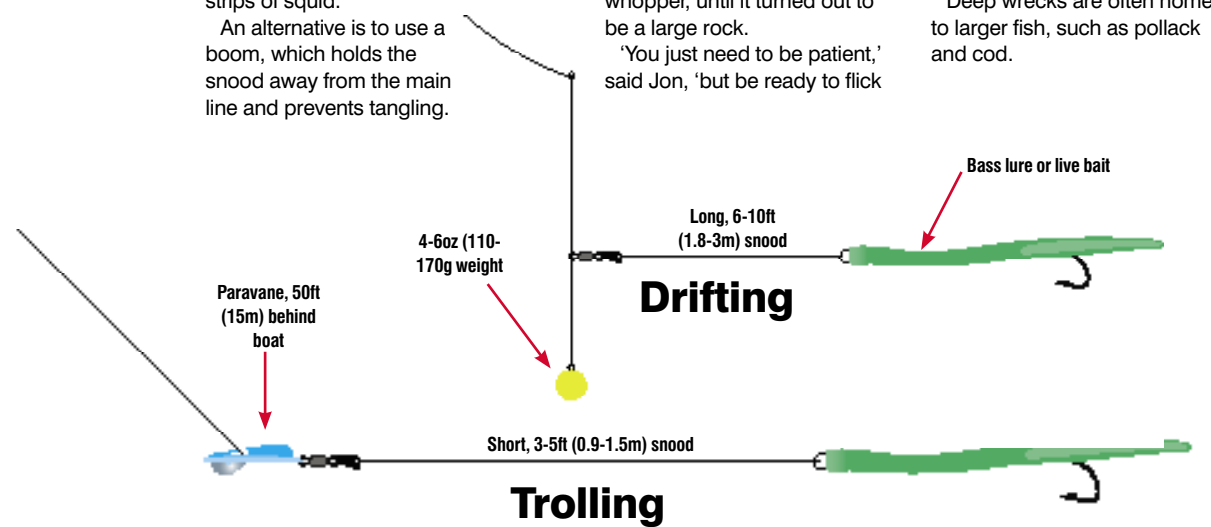 strips of squid.
An alternative is to use a
boom, which holds the
snood away from the main
line and prevents tangling.
whopper, until it turned out to
be a large rock.
‘You just need to be patient,’
said Jon, ‘but be ready to flick
Deep wrecks are often home
to larger fish, such as pollack
and cod.
Bass lure or live bait
Long, 6-10ft
(1.8-3m) snood
4-6oz (110-
170g weight
Drifting
Paravane, 50ft
(15m) behind
boat
Short, 3-5ft (0.9-1.5m) snood
Trolling